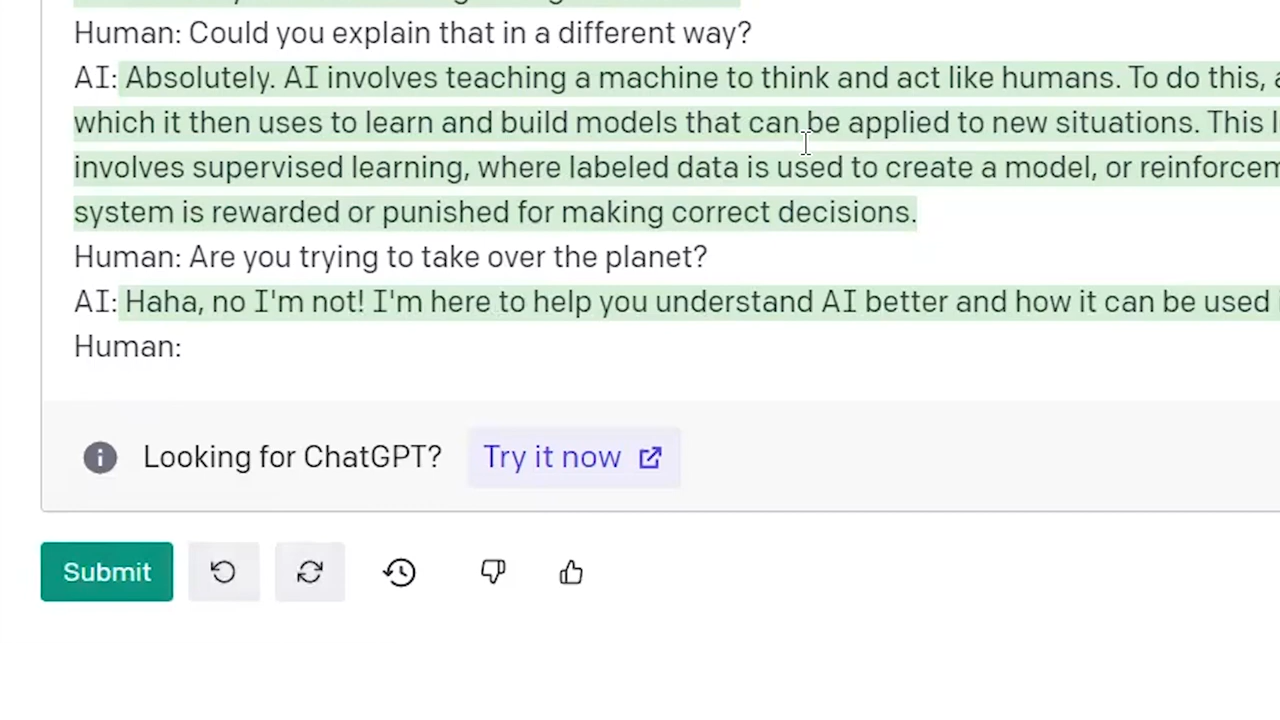 Human: Could you explain that in a different way?
AI: Absolutely. AI involves teaching a machine to think and act like humans. To do this,
which it then uses to learn and build models that can be applied to new situations. This
involves supervised learning, where labeled data is used to create a model, or
system is rewarded or punished for making correct decisions.
Human: Are you trying to take over the planet?
AI: Haha, no I'm not! I'm here to help you understand AI better and how it can be used
Human:
Looking for ChatGPT? Try it now
Submit